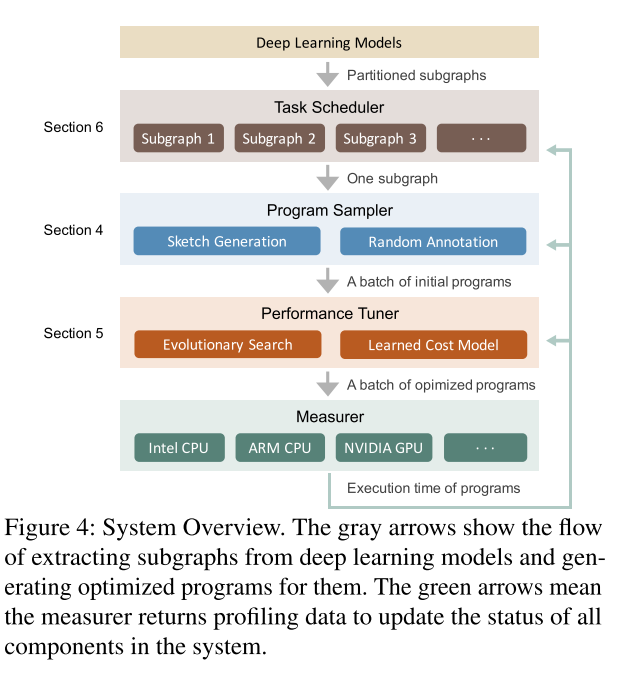 Deep Learning Models
Partitioned subgraphs
Task Scheduler
Section 6
Subgraph 1 Subgraph 2 Subgraph 3 · · ·
One subgraph
Program Sampler
Section 4
Sketch Generation Random Annotation
A batch of initial programs
Performance Tuner
Section 5
Evolutionary Search Learned Cost Model
A batch of opimized programs
Measurer
Intel CPU ARM CPU NVIDIA GPU · · ·
Execution time of programs
Figure 4: System Overview. The gray arrows show the flow
of extracting subgraphs from deep learning models and gen-
erating optimized programs for them. The green arrows mean
the measurer returns profiling data to update the status of all
components in the system.